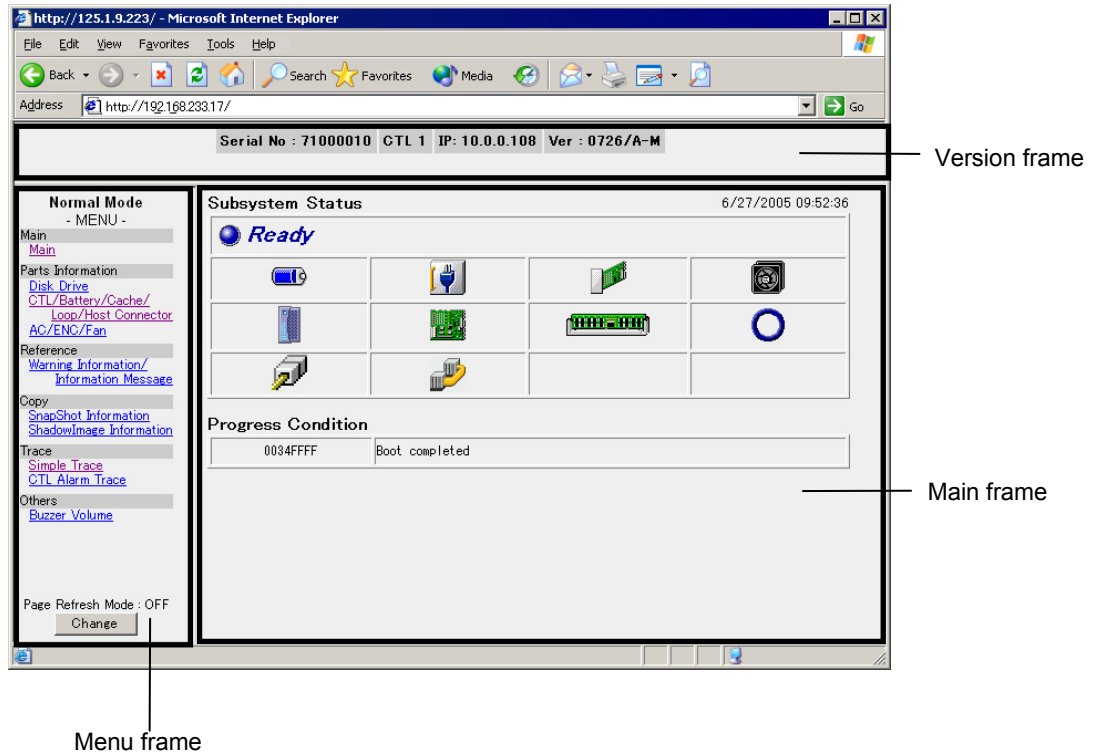 http://125.1.9.223/ - Microsoft Internet Explorer
File Edit View Favorites Tools Help
Back Search Favorites Media
Address http://192.168.233.17/ Go
Serial No : 71000010 CTL 1 IP: 10.0.0.108 Ver : 0726/A-M
Version frame
Normal Mode
- MENU -
Main
Main
Parts Information
Disk Drive
CTL/Battery/Cache/
Loop/Host Connector
AC/ENC/Fan
Reference
Warning Information/
Information Message
Copy
SnapShot Information
ShadowImage Information
Trace
Simple Trace
CTL Alarm Trace
Others
Buzzer Volume
Page Refresh Mode : OFF
Change
Subsystem Status 6/27/2005 09:52:36
Ready
Progress Condition
0034FFFF Boot completed
Main frame
Menu frame